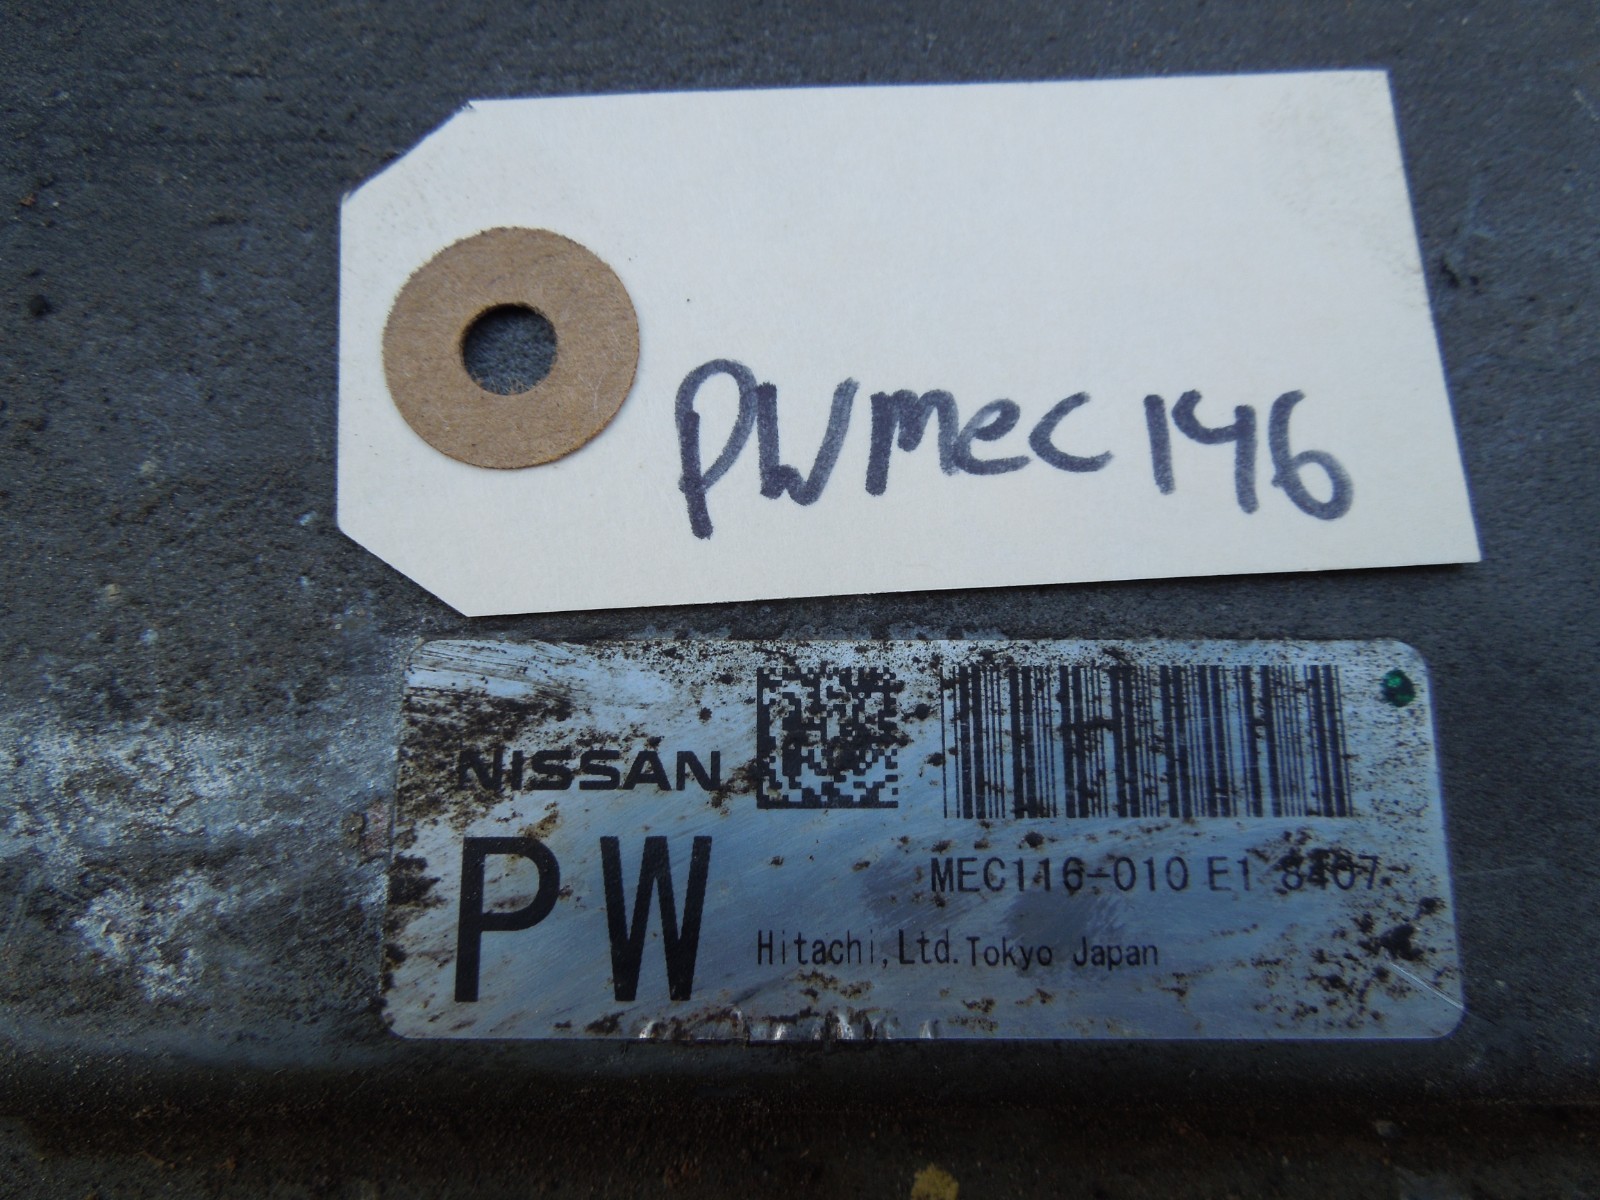 PWMEC146
NISSAN
PW
MEC116-010 E1 8407
Hitachi, Ltd. Tokyo Japan